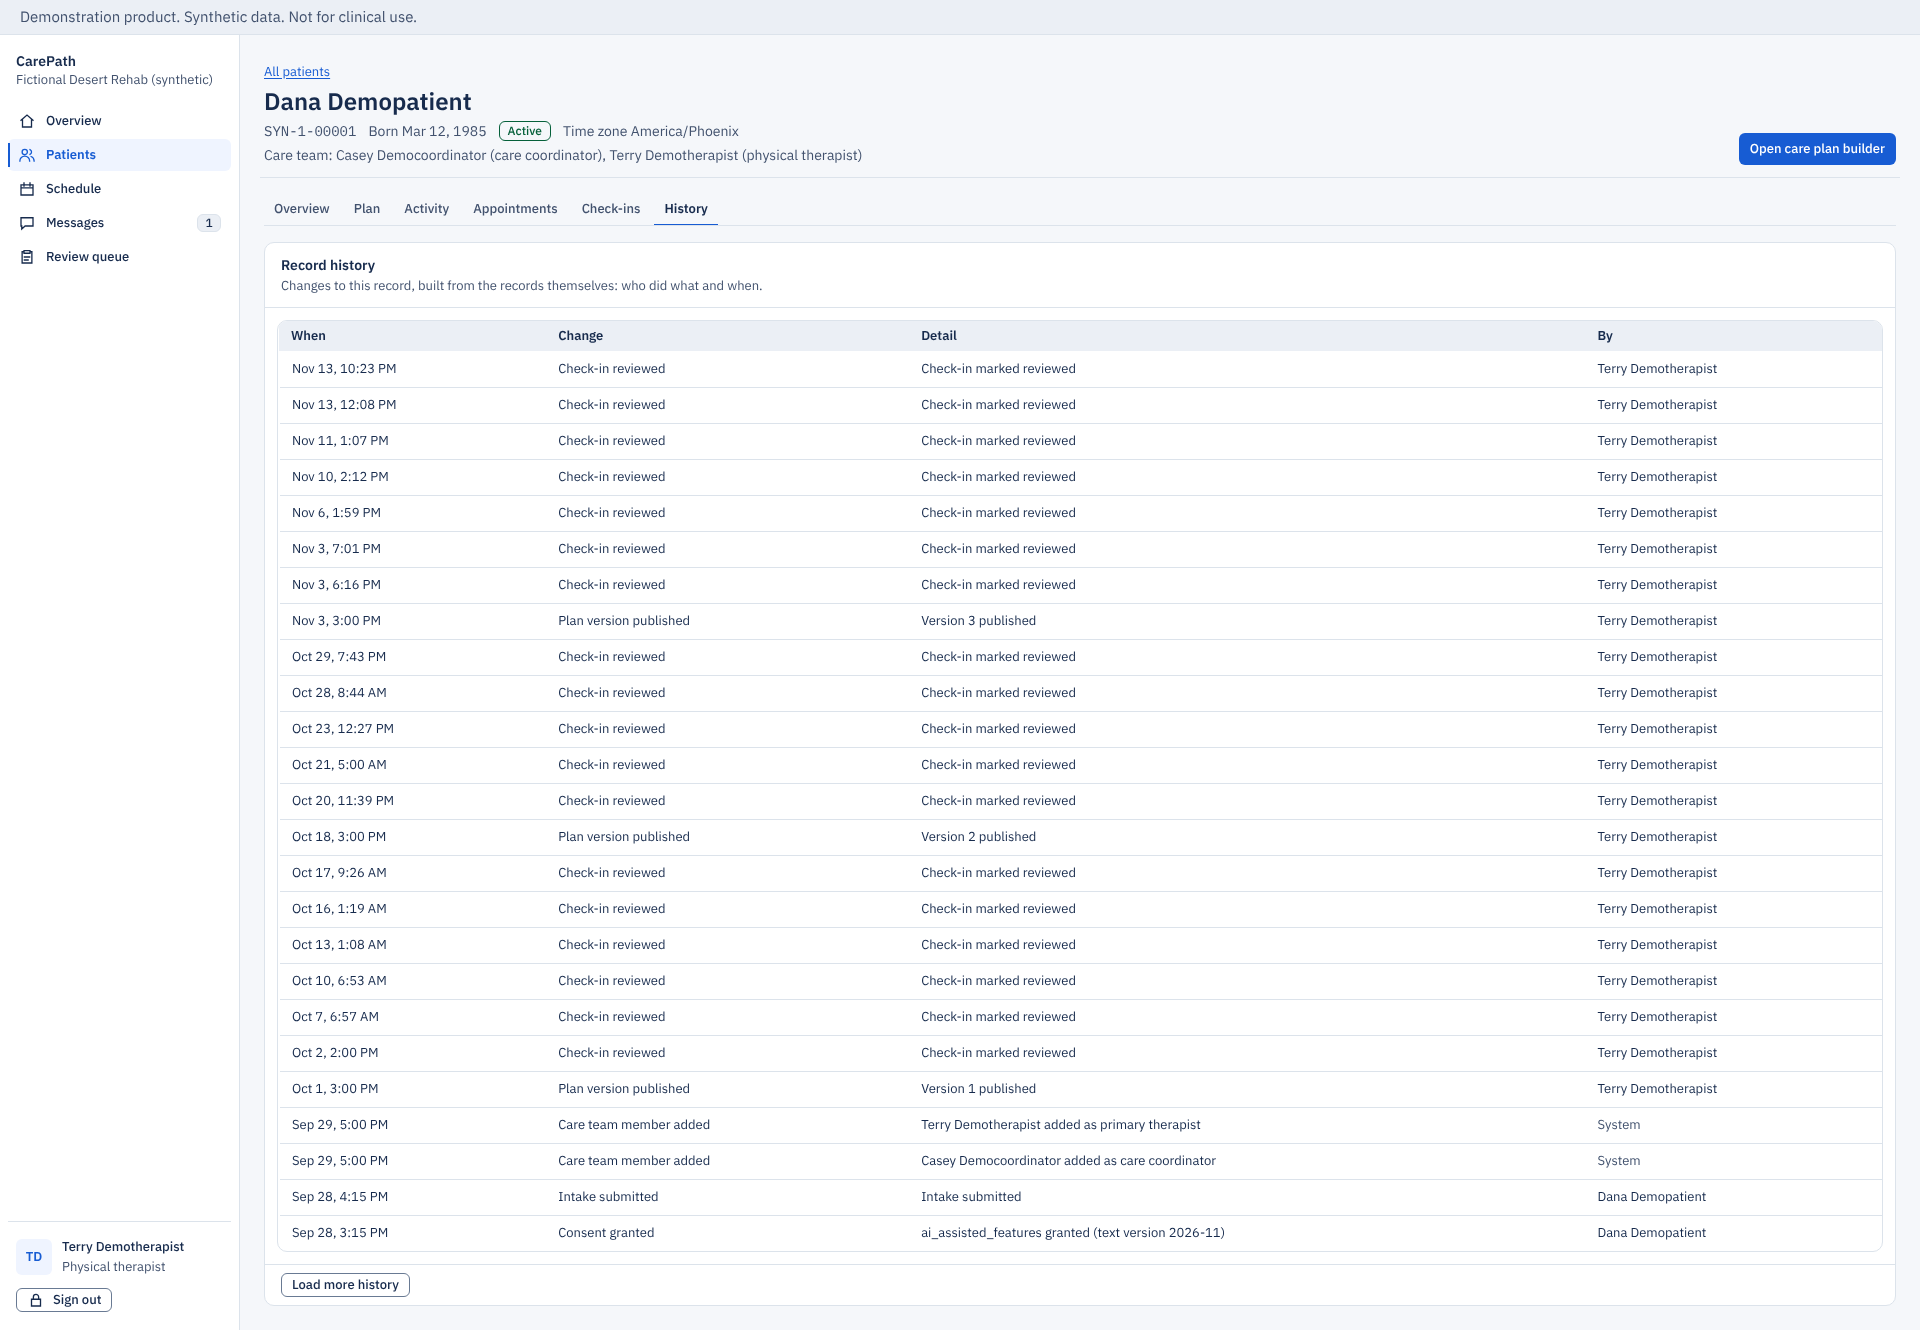 Demonstration product. Synthetic data. Not for clinical use.
CarePath
Fictional Desert Rehab (synthetic)
Overview
Patients
Schedule
Messages 1
Review queue
Terry Demotherapist
TD
Physical therapist
Sign out
All patients
Dana Demopatient
SYN-1-00001 Born Mar 12, 1985 Active Time zone America/Phoenix
Care team: Casey Democoordinator (care coordinator), Terry Demotherapist (physical therapist)
Open care plan builder
Overview Plan Activity Appointments Check-ins History
Record history
Changes to this record, built from the records themselves: who did what and when.
When Change Detail By
Nov 13, 10:23 PM Check-in reviewed Check-in marked reviewed Terry Demotherapist
Nov 13, 12:08 PM Check-in reviewed Check-in marked reviewed Terry Demotherapist
Nov 11, 1:07 PM Check-in reviewed Check-in marked reviewed Terry Demotherapist
Nov 10, 2:12 PM Check-in reviewed Check-in marked reviewed Terry Demotherapist
Nov 6, 1:59 PM Check-in reviewed Check-in marked reviewed Terry Demotherapist
Nov 3, 7:01 PM Check-in reviewed Check-in marked reviewed Terry Demotherapist
Nov 3, 6:16 PM Check-in reviewed Check-in marked reviewed Terry Demotherapist
Nov 3, 3:00 PM Plan version published Version 3 published Terry Demotherapist
Oct 29, 7:43 PM Check-in reviewed Check-in marked reviewed Terry Demotherapist
Oct 28, 8:44 AM Check-in reviewed Check-in marked reviewed Terry Demotherapist
Oct 23, 12:27 PM Check-in reviewed Check-in marked reviewed Terry Demotherapist
Oct 21, 5:00 AM Check-in reviewed Check-in marked reviewed Terry Demotherapist
Oct 20, 11:39 PM Check-in reviewed Check-in marked reviewed Terry Demotherapist
Oct 18, 3:00 PM Plan version published Version 2 published Terry Demotherapist
Oct 17, 9:26 AM Check-in reviewed Check-in marked reviewed Terry Demotherapist
Oct 16, 1:19 AM Check-in reviewed Check-in marked reviewed Terry Demotherapist
Oct 13, 1:08 AM Check-in reviewed Check-in marked reviewed Terry Demotherapist
Oct 10, 6:53 AM Check-in reviewed Check-in marked reviewed Terry Demotherapist
Oct 7, 6:57 AM Check-in reviewed Check-in marked reviewed Terry Demotherapist
Oct 2, 2:00 PM Check-in reviewed Check-in marked reviewed Terry Demotherapist
Oct 1, 3:00 PM Plan version published Version 1 published Terry Demotherapist
Sep 29, 5:00 PM Care team member added Terry Demotherapist added as primary therapist System
Sep 29, 5:00 PM Care team member added Casey Democoordinator added as care coordinator System
Sep 28, 4:15 PM Intake submitted Intake submitted Dana Demopatient
Sep 28, 3:15 PM Consent granted ai_assisted_features granted (text version 2026-11) Dana Demopatient
Load more history